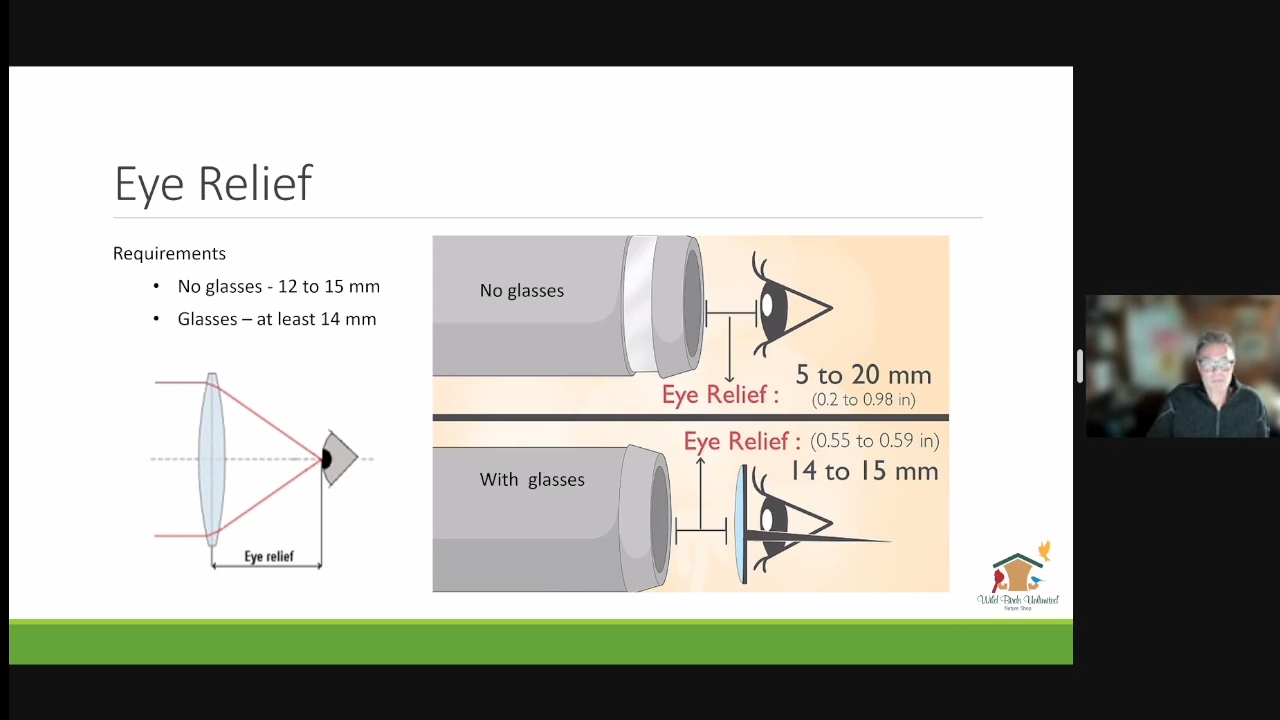 Eye Relief
Requirements
• No glasses - 12 to 15 mm
• Glasses – at least 14 mm
Eye relief
No glasses
Eye Relief : 5 to 20 mm
(0.2 to 0.98 in)
Eye Relief : (0.55 to 0.59 in)
14 to 15 mm
With glasses
Wild Birds Unlimited
Nature Shop